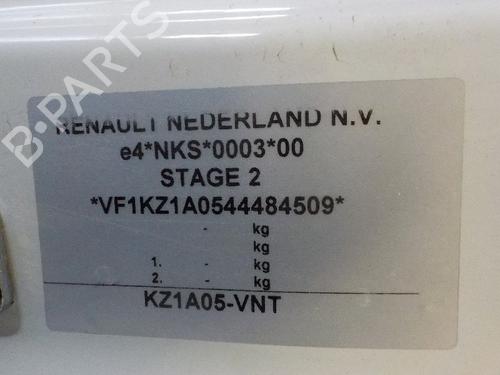 B-PARTS
RENAULT NEDERLAND N.V.
e4*NKS*0003*00
STAGE 2
*VF1KZ1A0544484509*
- kg
kg
1. - kg
2. - kg
KZ1A05-VNT